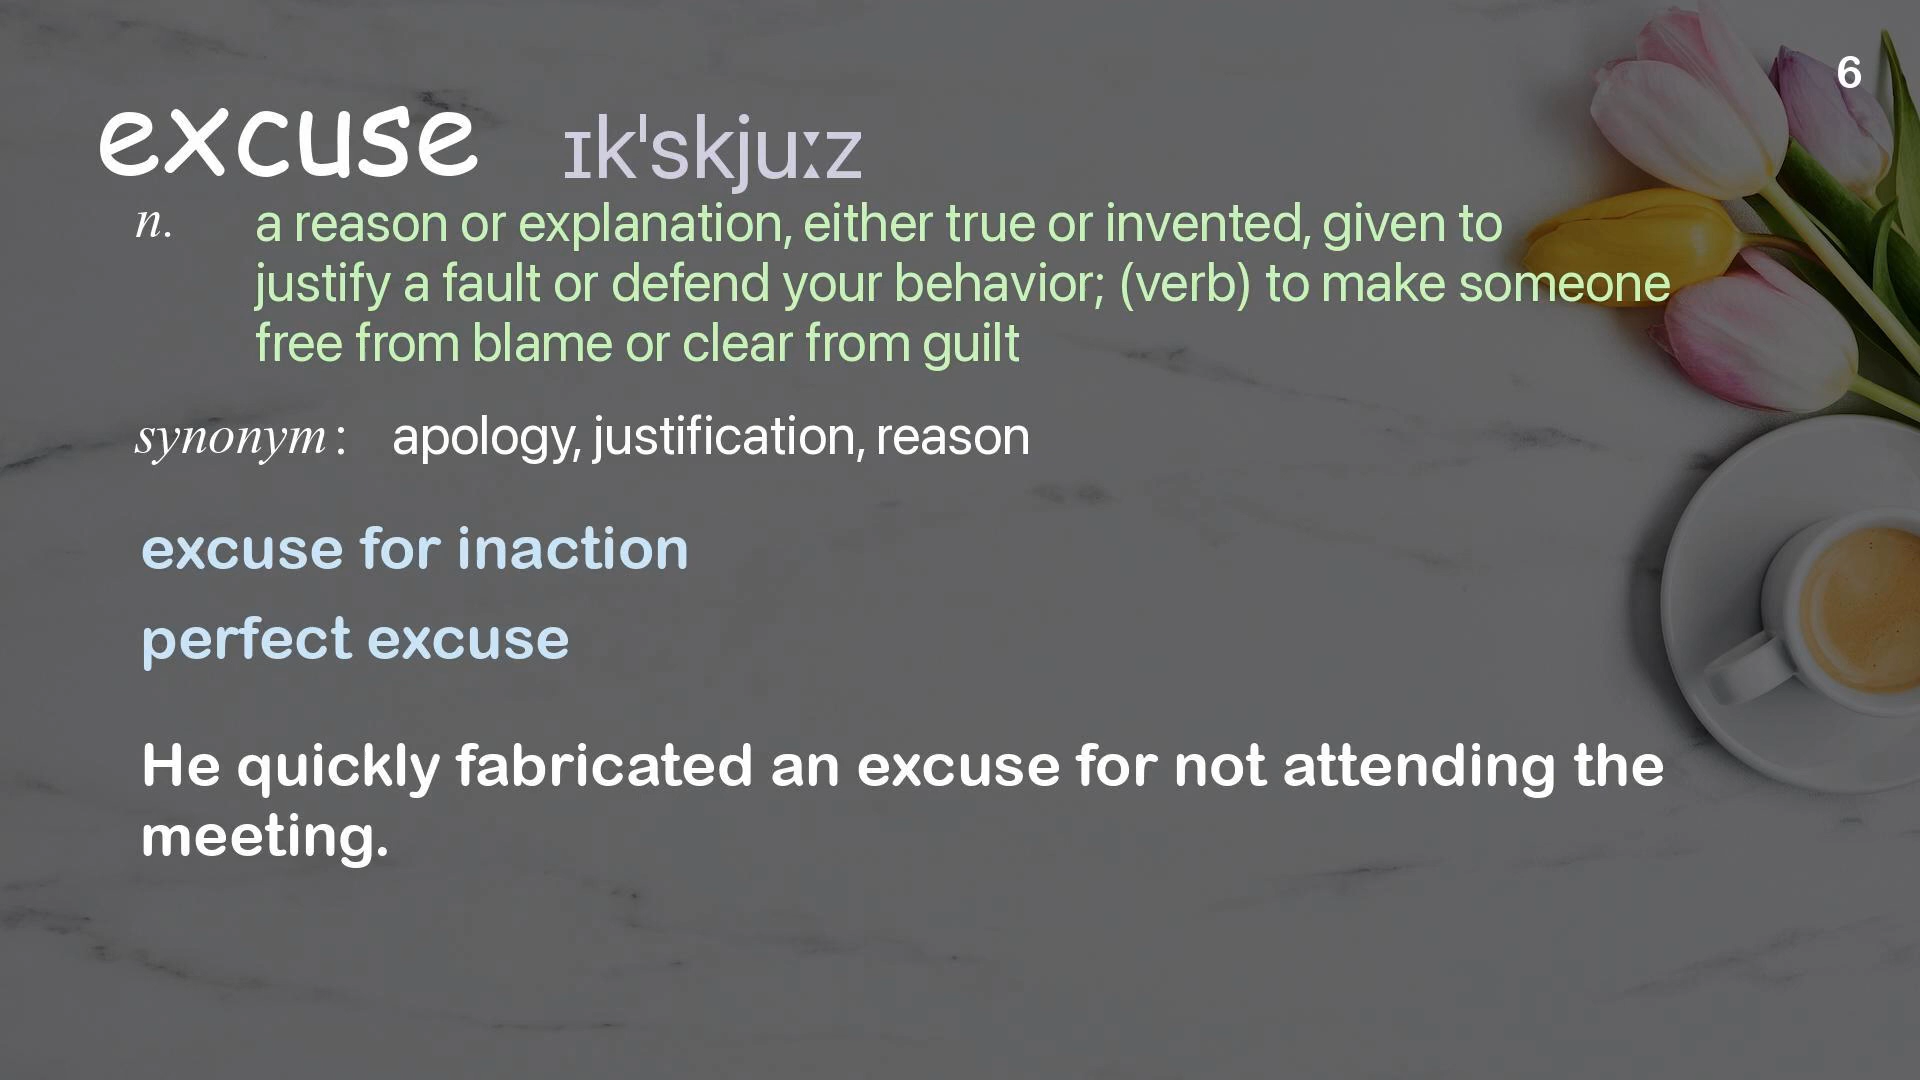 6
excuse ɪkˈskjuːz
n. a reason or explanation, either true or invented, given to
justify a fault or defend your behavior; (verb) to make someone
free from blame or clear from guilt
synonym: apology, justification, reason
excuse for inaction
perfect excuse
He quickly fabricated an excuse for not attending the
meeting.